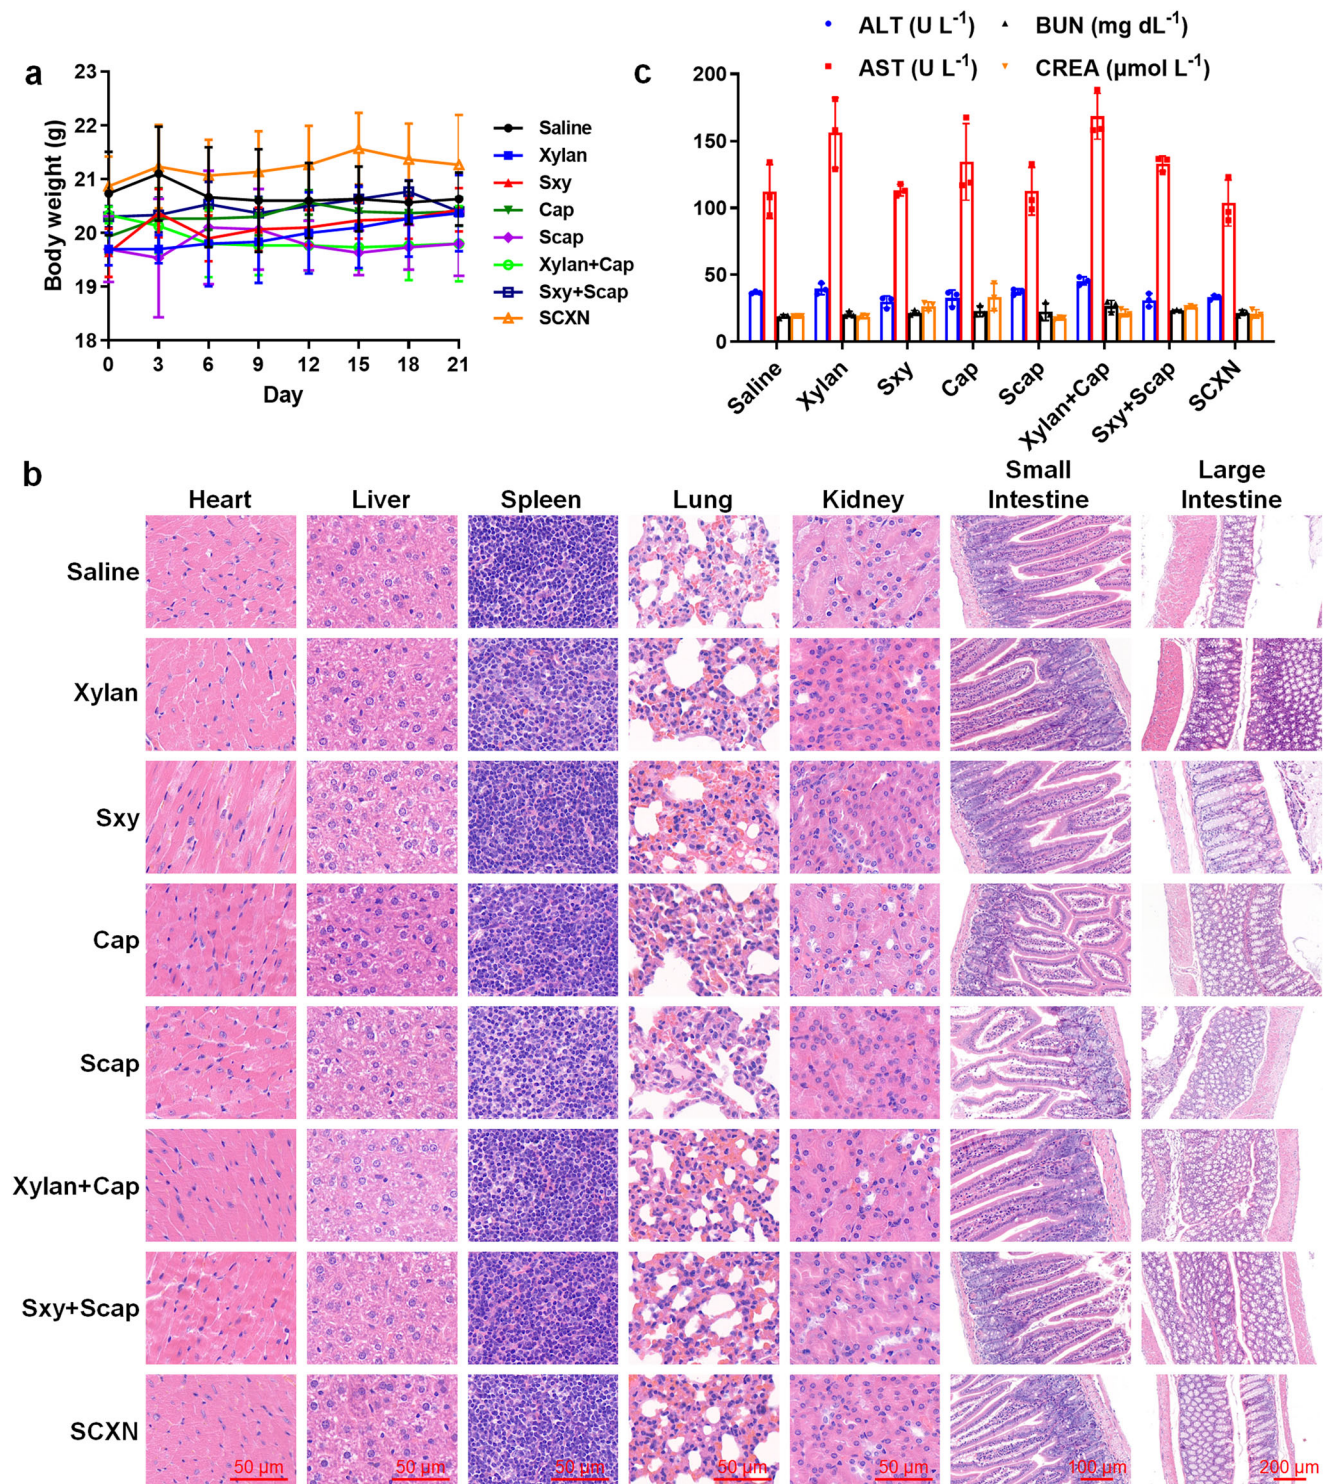 a
23
22
21
20
19
18
Body weight (g)
0 3 6 9 12 15 18 21
Day
Saline
Xylan
Sxy
Cap
Scap
Xylan+Cap
Sxy+Scap
SCXN
c
ALT (U L⁻¹) BUN (mg dL⁻¹)
AST (U L⁻¹) CREA (µmol L⁻¹)
200
150
100
50
0
Saline
Xylan
Sxy
Cap
Scap
Xylan+Cap
Sxy+Scap
SCXN
b
Heart Liver Spleen Lung Kidney Small Intestine Large Intestine
Saline
Xylan
Sxy
Cap
Scap
Xylan+Cap
Sxy+Scap
SCXN
50 µm 50 µm 50 µm 50 µm 50 µm 100 µm 200 µm